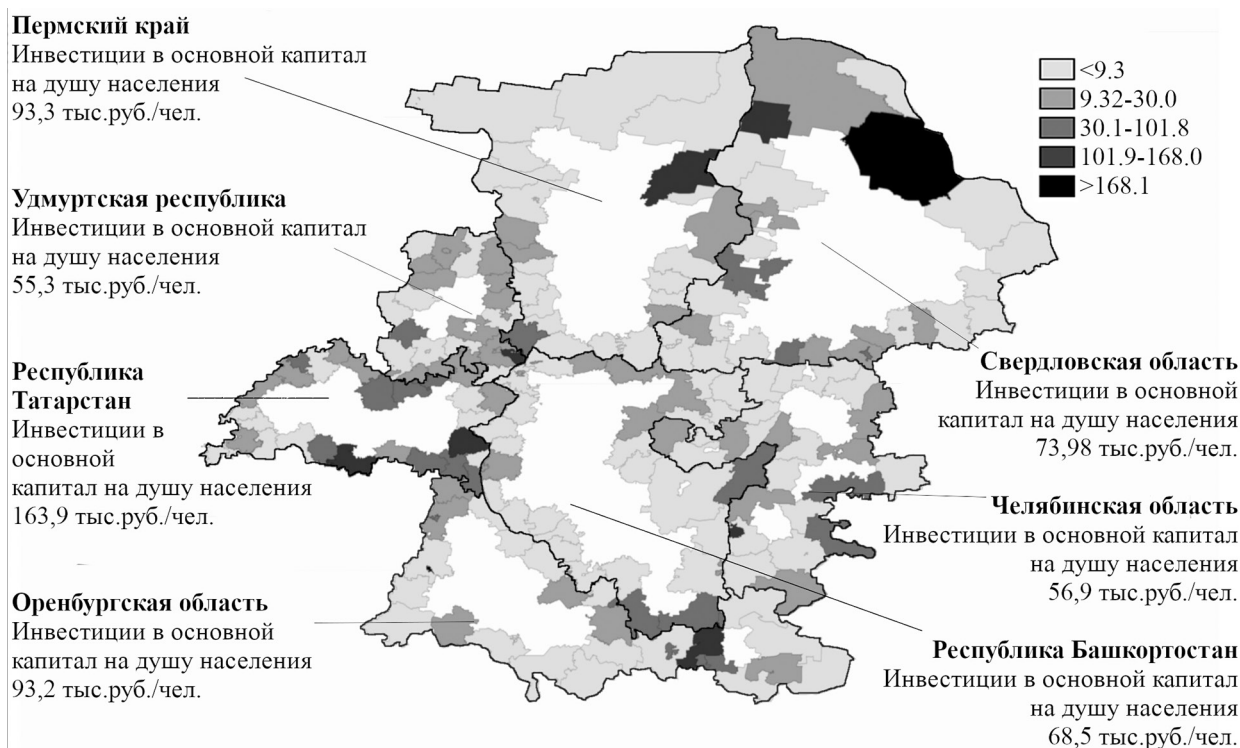 Пермский край
Инвестиции в основной капитал
на душу населения
93,3 тыс.руб./чел.
Удмуртская республика
Инвестиции в основной капитал
на душу населения
55,3 тыс.руб./чел.
Республика
Татарстан
Инвестиции в
основной
капитал на душу населения
163,9 тыс.руб./чел.
Оренбургская область
Инвестиции в основной
капитал на душу населения
93,2 тыс.руб./чел.
<9.3
9.32-30.0
30.1-101.8
101.9-168.0
>168.1
Свердловская область
Инвестиции в основной
капитал на душу населения
73,98 тыс.руб./чел.
Челябинская область
Инвестиции в основной капитал
на душу населения
56,9 тыс.руб./чел.
Республика Башкортостан
Инвестиции в основной капитал
на душу населения
68,5 тыс.руб./чел.